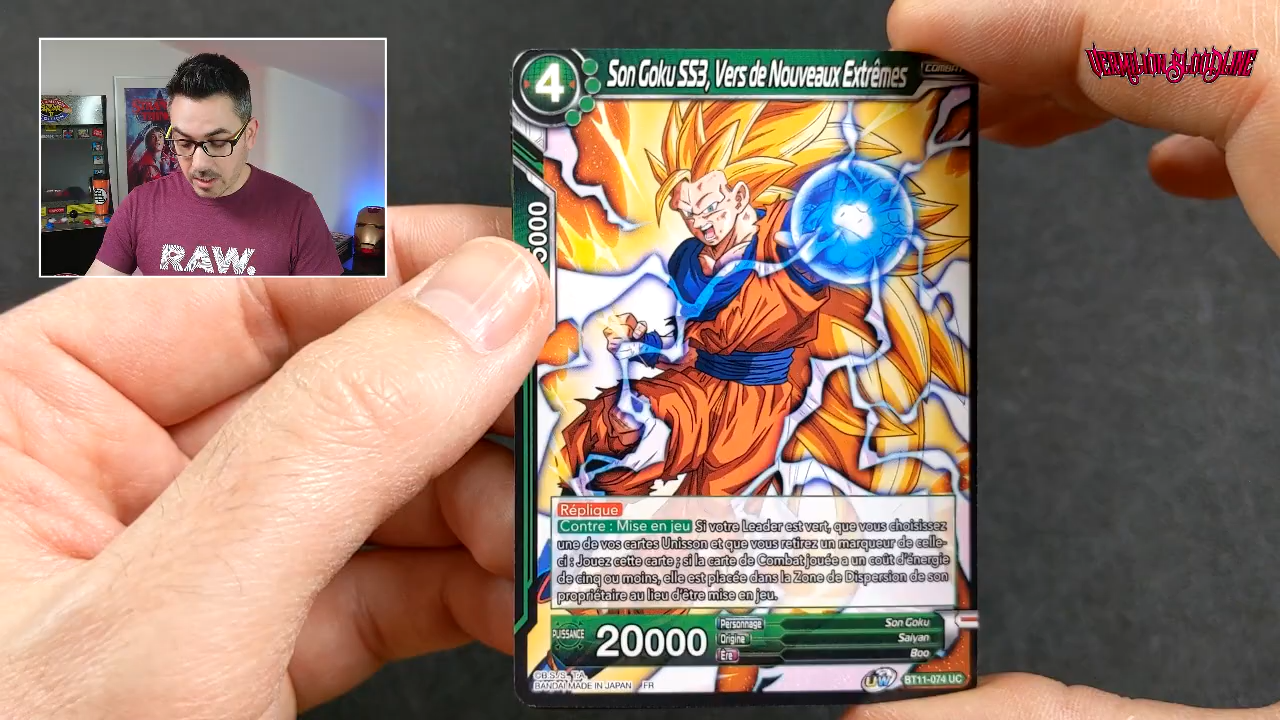 VERMILION BLOODLINE
RAW.
4
Son Goku SS3, Vers de Nouveaux Extrêmes
COMBAT
5000
Réplique
Contre : Mise en jeu Si votre Leader est vert, que vous choisissez
une de vos cartes Unisson et que vous retirez un marqueur de celle-
ci : Jouez cette carte ; si la carte de Combat jouée a un coût d'énergie
de cinq ou moins, elle est placée dans la Zone de Dispersion de son
propriétaire au lieu d'être mise en jeu.
PUISSANCE
20000
Personnage Son Goku
Origine Saiyan
Ère Boo
©B.S./S., T.A.
BANDAI MADE IN JAPAN FR
UW
BT11-074 UC